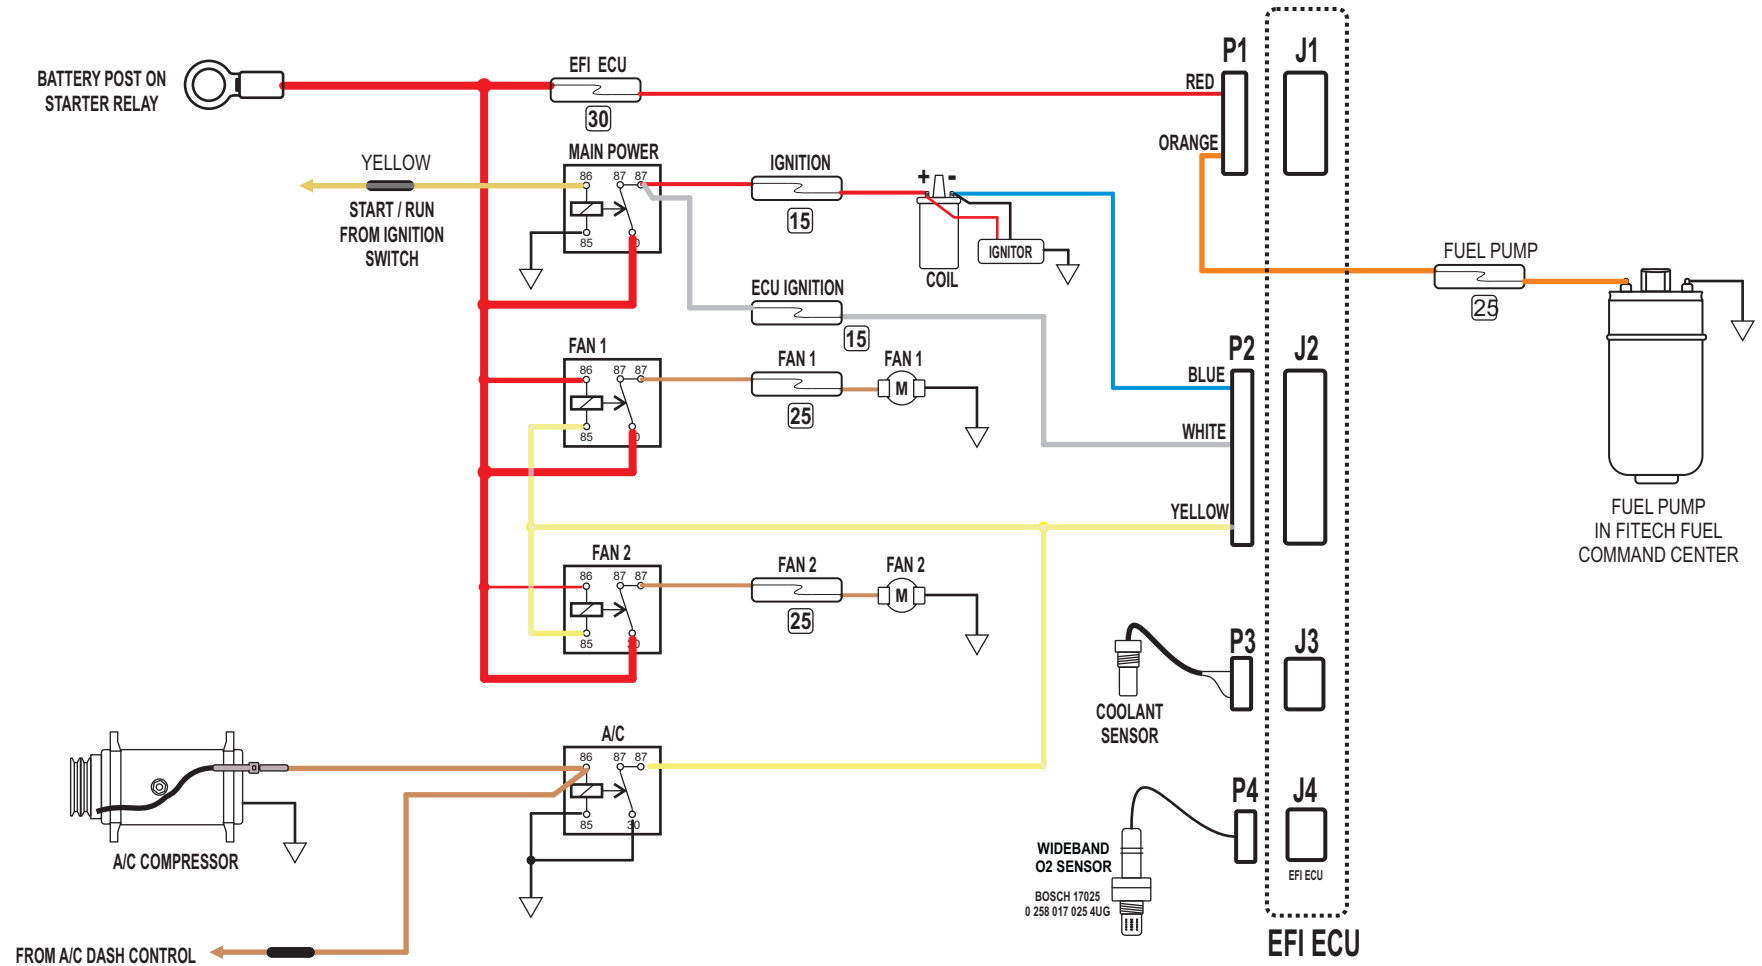 BATTERY POST ON
STARTER RELAY
EFI ECU
30
P1
J1
RED
ORANGE
MAIN POWER
86 87 87
85
YELLOW
START / RUN
FROM IGNITION
SWITCH
IGNITION
15
+ -
COIL
IGNITOR
ECU IGNITION
15
FUEL PUMP
25
FUEL PUMP
IN FITECH FUEL
COMMAND CENTER
FAN 1
86 87 87
85
FAN 1
25
FAN 1
M
P2
J2
BLUE
WHITE
YELLOW
FAN 2
86 87 87
85 30
FAN 2
25
FAN 2
M
P3
J3
COOLANT
SENSOR
A/C
86 87 87
85 30
A/C COMPRESSOR
FROM A/C DASH CONTROL
P4
J4
EFI ECU
WIDEBAND
O2 SENSOR
BOSCH 17025
0 258 017 025 4UG
EFI ECU